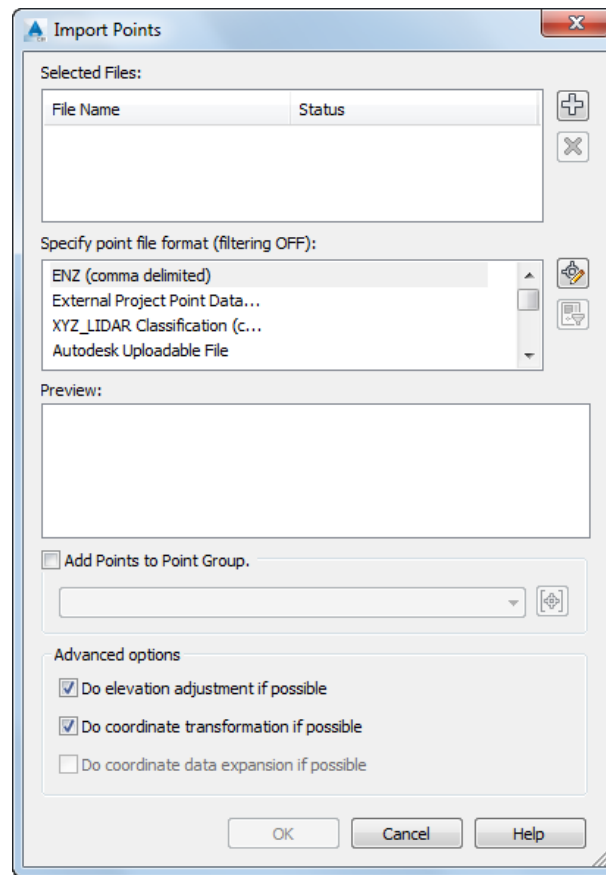 Import Points
Selected Files:
File Name Status
Specify point file format (filtering OFF):
ENZ (comma delimited)
External Project Point Data...
XYZ_LIDAR Classification (c...
Autodesk Uploadable File
Preview:
Add Points to Point Group.
Advanced options
Do elevation adjustment if possible
Do coordinate transformation if possible
Do coordinate data expansion if possible
OK Cancel Help